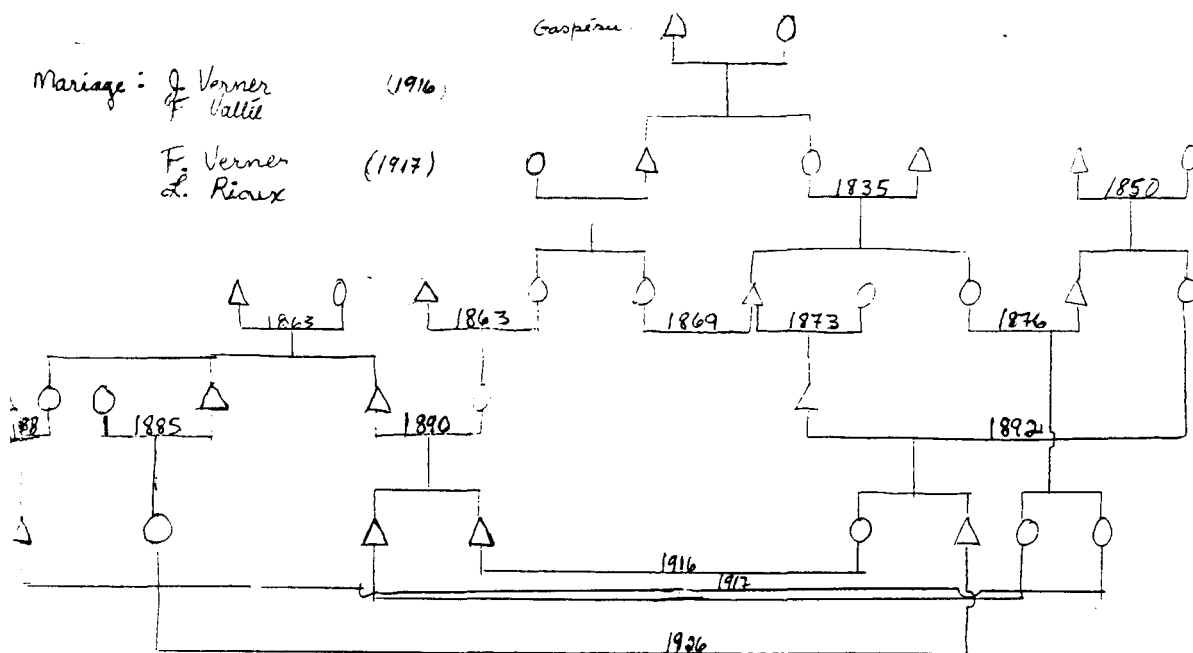 Gaspésie
Mariage : J. Verner (1916)
F. Vallée
F. Verner (1917)
L. Rioux
1835
1850
1863
1863
1869
1873
1876
88
1885
1890
1892
1916
1917
1926